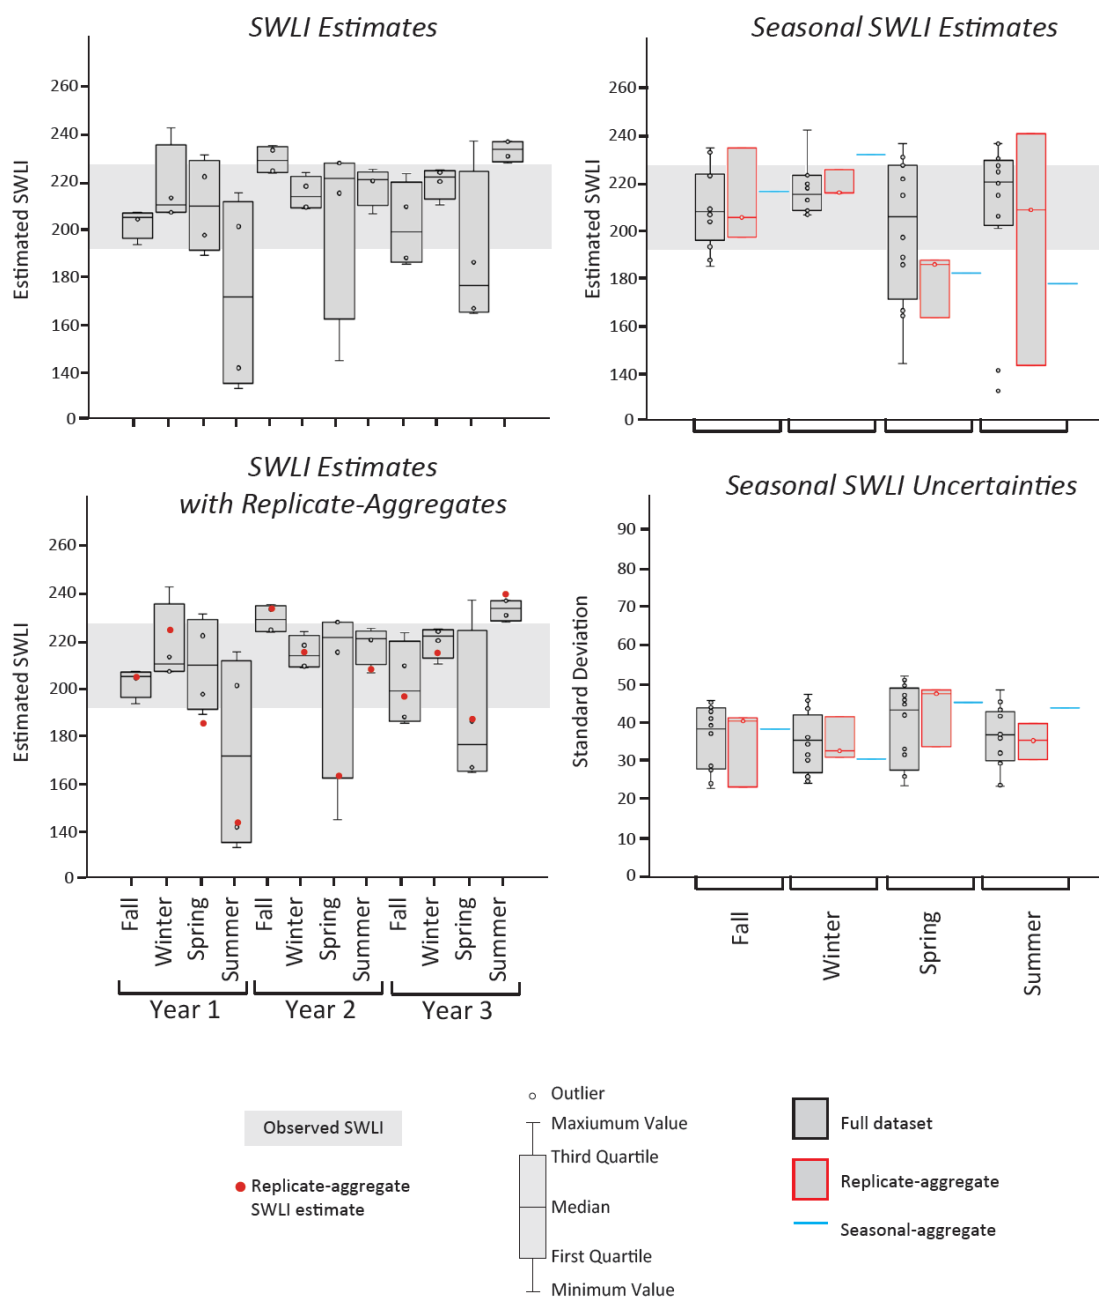 SWLI Estimates
260
240
220
200
180
160
140
0
Estimated SWLI
Seasonal SWLI Estimates
260
240
220
200
180
160
140
0
Estimated SWLI
SWLI Estimates
with Replicate-Aggregates
260
240
220
200
180
160
140
0
Estimated SWLI
Fall
Winter
Spring
Summer
Fall
Winter
Spring
Summer
Fall
Winter
Spring
Summer
Year 1
Year 2
Year 3
Seasonal SWLI Uncertainties
90
80
70
60
50
40
30
20
10
0
Standard Deviation
Fall
Winter
Spring
Summer
Observed SWLI
Replicate-aggregate
SWLI estimate
Outlier
Maxiumum Value
Third Quartile
Median
First Quartile
Minimum Value
Full dataset
Replicate-aggregate
Seasonal-aggregate